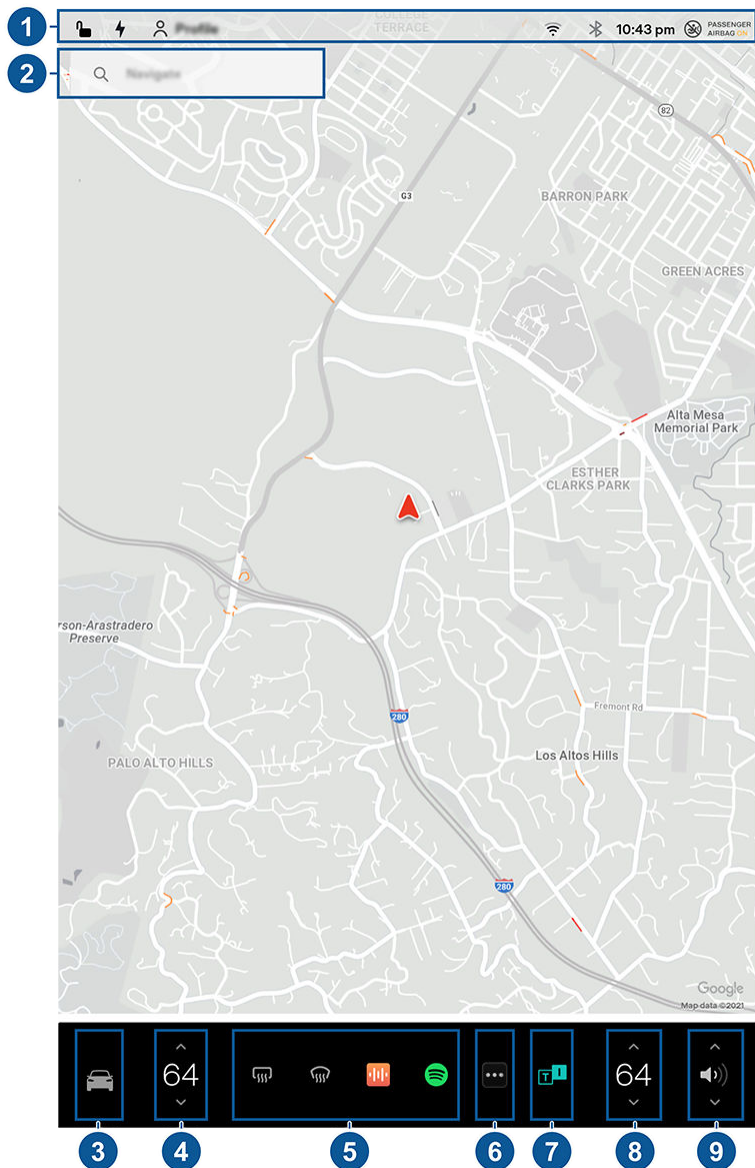 COLLEGE
TERRACE
1
Profile
10:43 pm
PASSENGER
AIRBAG ON
2
Navigate
82
G3
BARRON PARK
GREEN ACRES
Alta Mesa
Memorial Park
ESTHER
CLARKS PARK
rson-Arastradero
Preserve
280
Fremont Rd
PALO ALTO HILLS
Los Altos Hills
280
Google
Map data ©2021
64
T I
64
3
4
5
6
7
8
9